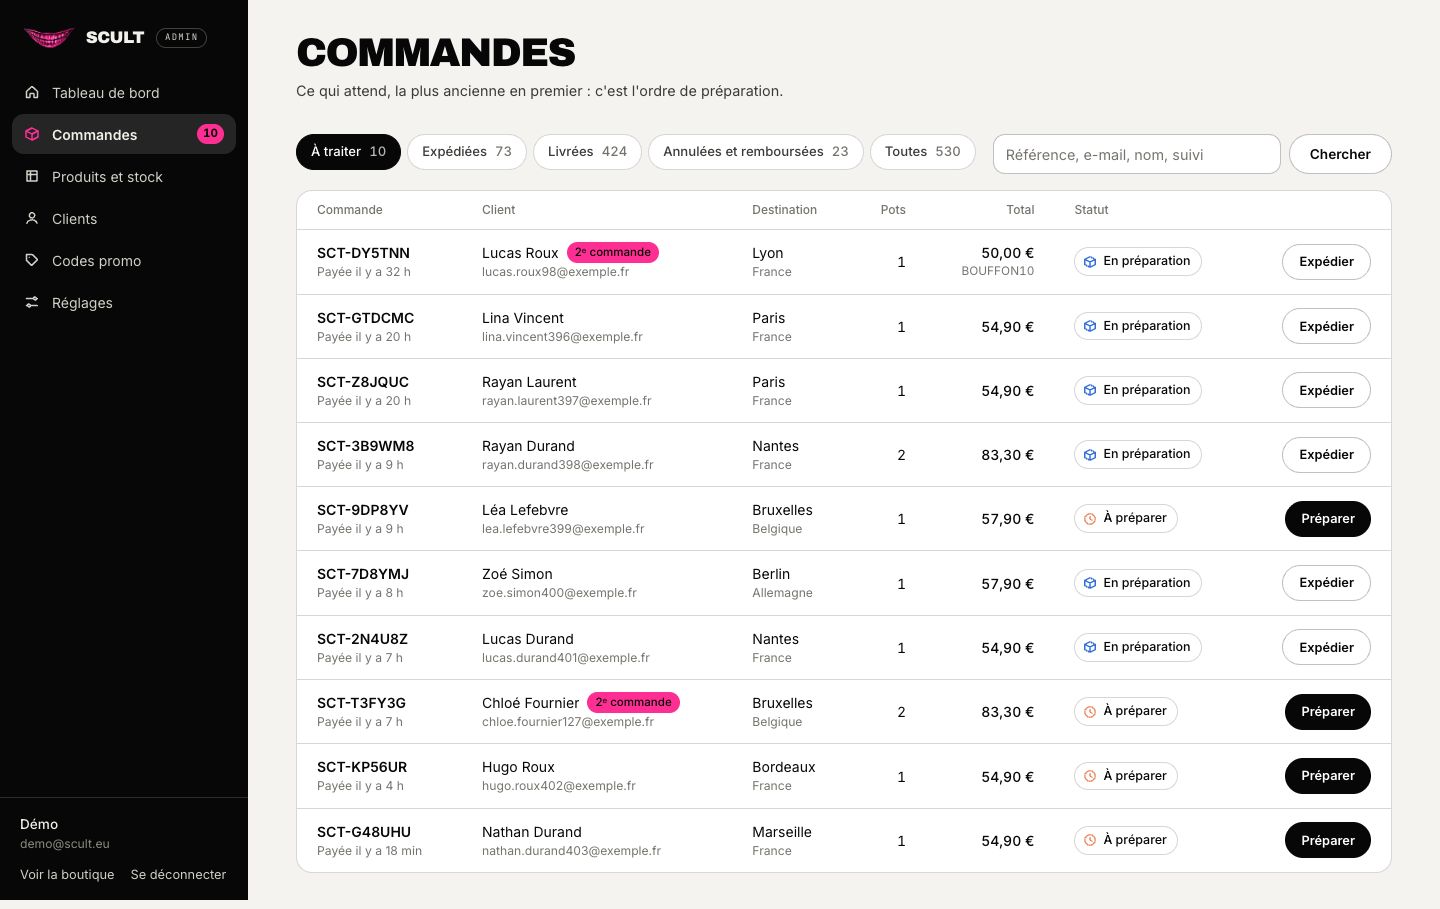 SCULT ADMIN
Tableau de bord
Commandes 10
Produits et stock
Clients
Codes promo
Réglages
Démo
demo@scult.eu
Voir la boutique Se déconnecter
COMMANDES
Ce qui attend, la plus ancienne en premier : c'est l'ordre de préparation.
À traiter 10 Expédiées 73 Livrées 424 Annulées et remboursées 23 Toutes 530 Référence, e-mail, nom, suivi Chercher
Commande Client Destination Pots Total Statut
SCT-DY5TNN Lucas Roux 2ᵉ commande Lyon 1 50,00 € En préparation Expédier
Payée il y a 32 h lucas.roux98@exemple.fr France BOUFFON10
SCT-GTDCMC Lina Vincent Paris 1 54,90 € En préparation Expédier
Payée il y a 20 h lina.vincent396@exemple.fr France
SCT-Z8JQUC Rayan Laurent Paris 1 54,90 € En préparation Expédier
Payée il y a 20 h rayan.laurent397@exemple.fr France
SCT-3B9WM8 Rayan Durand Nantes 2 83,30 € En préparation Expédier
Payée il y a 9 h rayan.durand398@exemple.fr France
SCT-9DP8YV Léa Lefebvre Bruxelles 1 57,90 € À préparer Préparer
Payée il y a 9 h lea.lefebvre399@exemple.fr Belgique
SCT-7D8YMJ Zoé Simon Berlin 1 57,90 € En préparation Expédier
Payée il y a 8 h zoe.simon400@exemple.fr Allemagne
SCT-2N4U8Z Lucas Durand Nantes 1 54,90 € En préparation Expédier
Payée il y a 7 h lucas.durand401@exemple.fr France
SCT-T3FY3G Chloé Fournier 2ᵉ commande Bruxelles 2 83,30 € À préparer Préparer
Payée il y a 7 h chloe.fournier127@exemple.fr Belgique
SCT-KP56UR Hugo Roux Bordeaux 1 54,90 € À préparer Préparer
Payée il y a 4 h hugo.roux402@exemple.fr France
SCT-G48UHU Nathan Durand Marseille 1 54,90 € À préparer Préparer
Payée il y a 18 min nathan.durand403@exemple.fr France